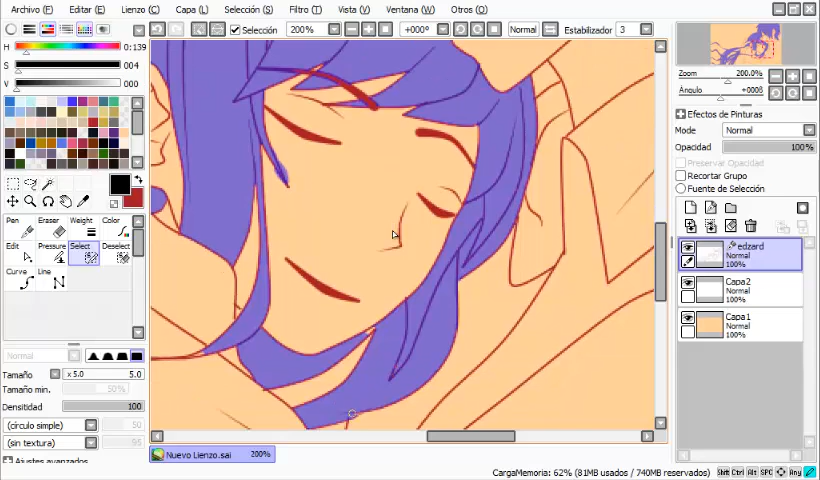 Archivo (F) Editar (E) Lienzo (C) Capa (L) Selección (S) Filtro (T) Vista (V) Ventana (W) Otros (O)
Selección 200% +000° Normal Estabilizador 3
H 0:139
S 004
V 000
Pen Eraser Weight Color
Edit Pressure Select Deselect
Curve Line
Normal
Tamaño x 5.0 5.0
Tamaño min. 50%
Densitidad 100
(círculo simple) 50
(sin textura) 95
Ajustes avanzados
Zoom 200.0%
Ángulo +000B
Efectos de Pinturas
Modo Normal
Opacidad 100%
Preservar Opacidad
Recortar Grupo
Fuente de Selección
edzard
Normal
100%
Capa2
Normal
100%
Capa1
Normal
100%
Nuevo Lienzo.sai 200%
CargaMemoria: 62% (81MB usados / 740MB reservados) Shift Ctrl Alt SPC Any